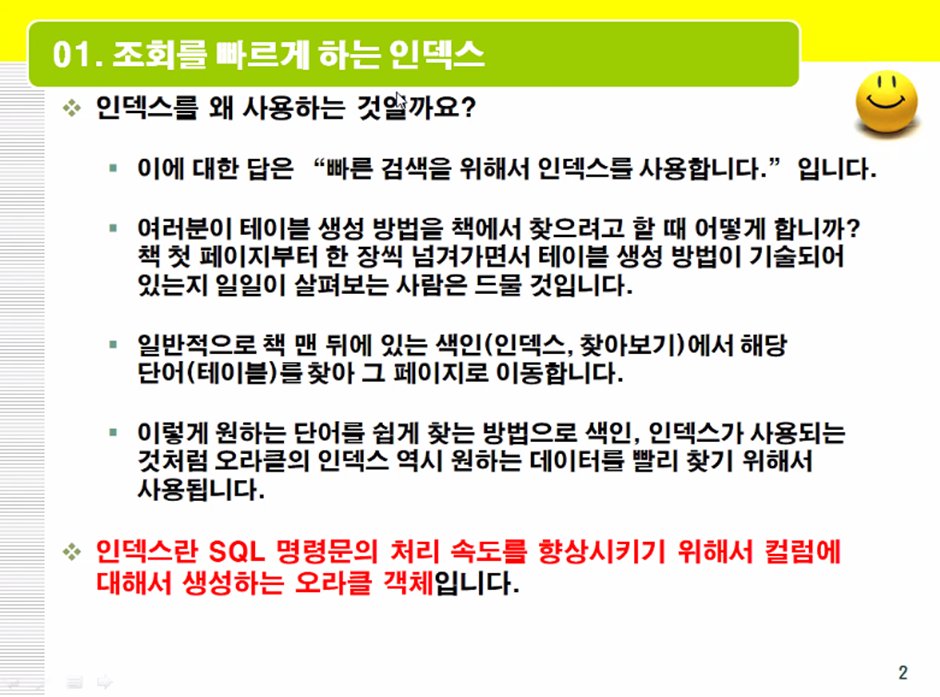 01. 조회를 빠르게 하는 인덱스
❖ 인덱스를 왜 사용하는 것일까요?
▪ 이에 대한 답은 “빠른 검색을 위해서 인덱스를 사용합니다.” 입니다.
▪ 여러분이 테이블 생성 방법을 책에서 찾으려고 할 때 어떻게 합니까?
책 첫 페이지부터 한 장씩 넘겨가면서 테이블 생성 방법이 기술되어
있는지 일일이 살펴보는 사람은 드물 것입니다.
▪ 일반적으로 책 맨 뒤에 있는 색인(인덱스, 찾아보기)에서 해당
단어(테이블)를 찾아 그 페이지로 이동합니다.
▪ 이렇게 원하는 단어를 쉽게 찾는 방법으로 색인, 인덱스가 사용되는
것처럼 오라클의 인덱스 역시 원하는 데이터를 빨리 찾기 위해서
사용됩니다.
❖ 인덱스란 SQL 명령문의 처리 속도를 향상시키기 위해서 컬럼에
대해서 생성하는 오라클 객체입니다.
2